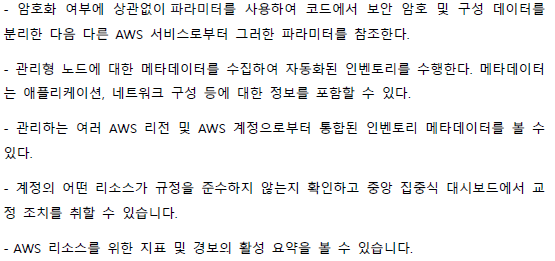 - 암호화 여부에 상관없이 파라미터를 사용하여 코드에서 보안 암호 및 구성 데이터를
분리한 다음 다른 AWS 서비스로부터 그러한 파라미터를 참조한다.
- 관리형 노드에 대한 메타데이터를 수집하여 자동화된 인벤토리를 수행한다. 메타데이터
는 애플리케이션, 네트워크 구성 등에 대한 정보를 포함할 수 있다.
- 관리하는 여러 AWS 리전 및 AWS 계정으로부터 통합된 인벤토리 메타데이터를 볼 수
있다.
- 계정의 어떤 리소스가 규정을 준수하지 않는지 확인하고 중앙 집중식 대시보드에서 교
정 조치를 취할 수 있습니다.
- AWS 리소스를 위한 지표 및 경보의 활성 요약을 볼 수 있습니다.